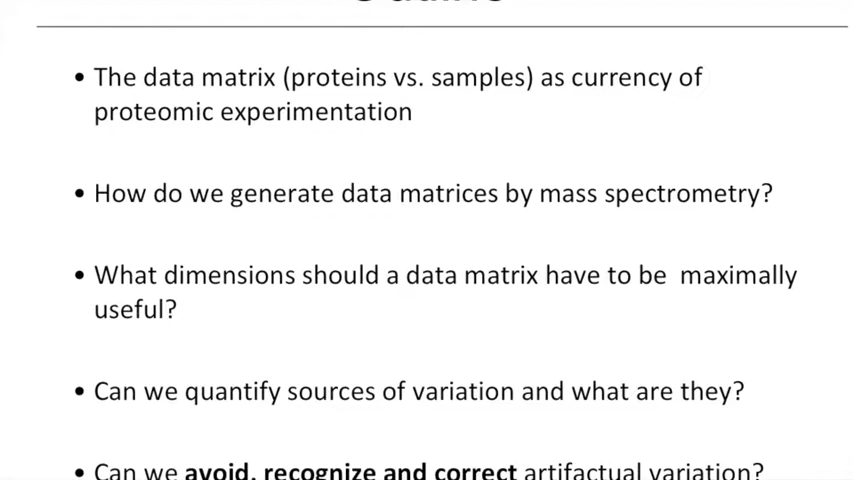 • The data matrix (proteins vs. samples) as currency of
proteomic experimentation
• How do we generate data matrices by mass spectrometry?
• What dimensions should a data matrix have to be  maximally
useful?
• Can we quantify sources of variation and what are they?
• Can we avoid, recognize and correct artifactual variation?